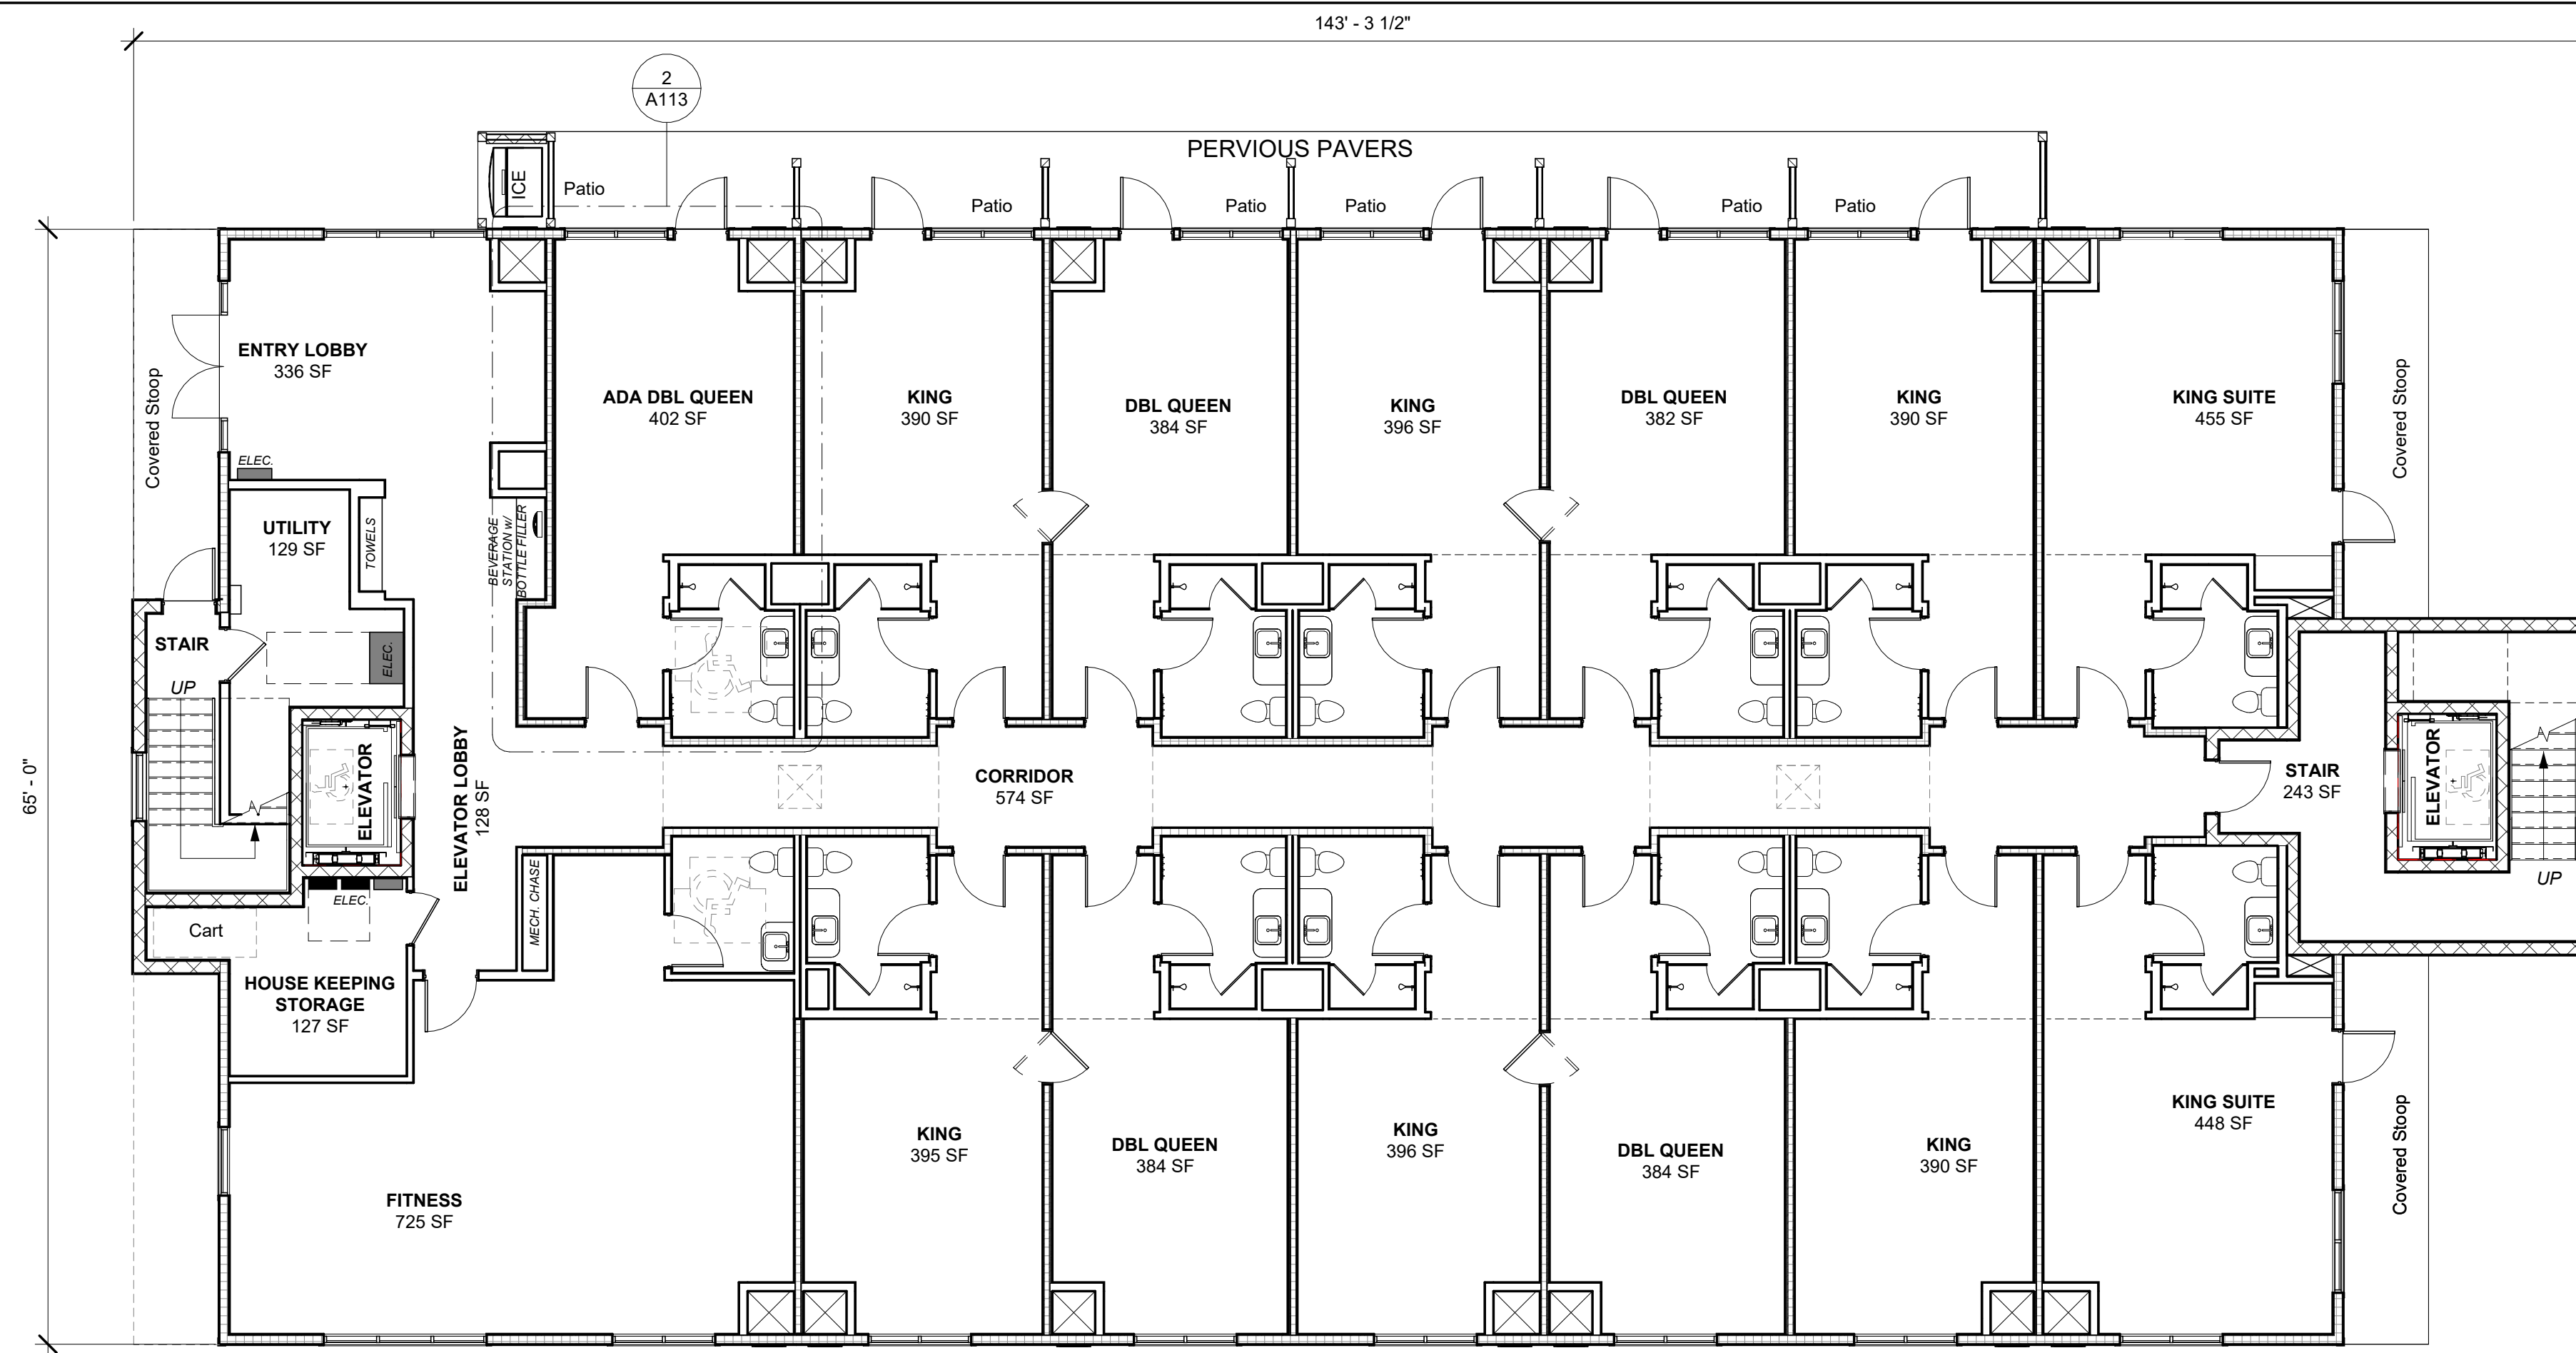 143' - 3 1/2"
2
A113
PERVIOUS PAVERS
ICE
Patio
Patio
Patio
Patio
Patio
Patio
ENTRY LOBBY
336 SF
Covered Stoop
ADA DBL QUEEN
402 SF
KING
390 SF
DBL QUEEN
384 SF
KING
396 SF
DBL QUEEN
382 SF
KING
390 SF
KING SUITE
455 SF
Covered Stoop
ELEC.
UTILITY
129 SF
TOWELS
BEVERAGE
STATION w/
BOTTLE FILLER
STAIR
UP
ELEC.
ELEVATOR
ELEVATOR LOBBY
128 SF
CORRIDOR
574 SF
STAIR
243 SF
ELEVATOR
UP
65' - 0"
ELEC.
Cart
MECH. CHASE
HOUSE KEEPING
STORAGE
127 SF
FITNESS
725 SF
KING
395 SF
DBL QUEEN
384 SF
KING
396 SF
DBL QUEEN
384 SF
KING
390 SF
KING SUITE
448 SF
Covered Stoop